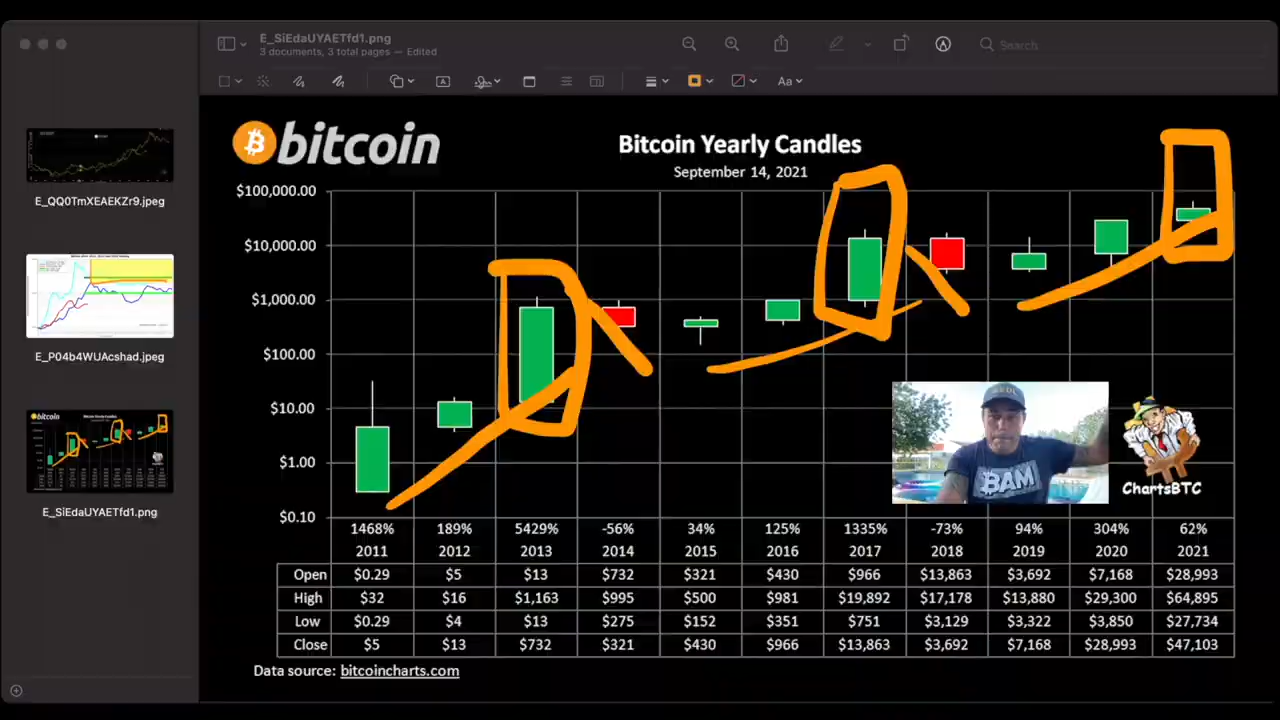 E_SiEdaUYAETfd1.png
3 documents, 3 total pages — Edited
Search
Aa
E_QQ0TmXEAEKZr9.jpeg
E_P04b4WUAcshad.jpeg
E_SiEdaUYAETfd1.png
bitcoin
Bitcoin Yearly Candles
September 14, 2021
$100,000.00
$10,000.00
$1,000.00
$100.00
$10.00
$1.00
$0.10
BAM
ChartsBTC
1468% 189% 5429% -56% 34% 125% 1335% -73% 94% 304% 62%
2011 2012 2013 2014 2015 2016 2017 2018 2019 2020 2021
Open $0.29 $5 $13 $732 $321 $430 $966 $13,863 $3,692 $7,168 $28,993
High $32 $16 $1,163 $995 $500 $981 $19,892 $17,178 $13,880 $29,300 $64,895
Low $0.29 $4 $13 $275 $152 $351 $751 $3,129 $3,322 $3,850 $27,734
Close $5 $13 $732 $321 $430 $966 $13,863 $3,692 $7,168 $28,993 $47,103
Data source: bitcoincharts.com